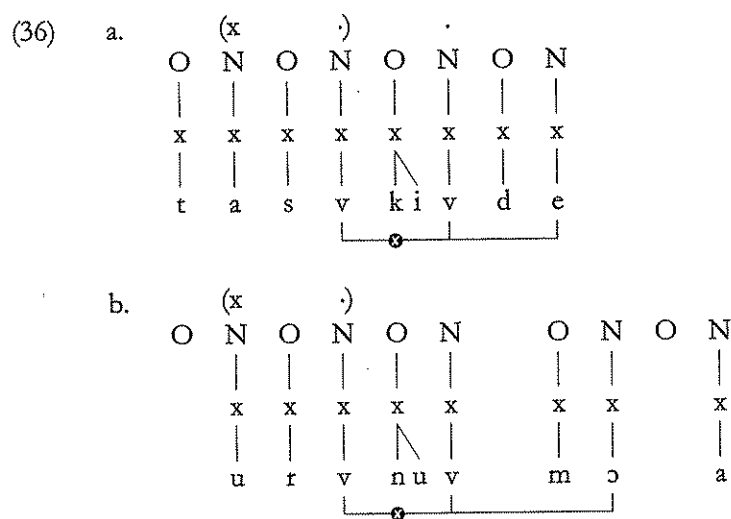 (36) a. (x .) .
O N O N O N O N
x x x x x x x x
t a s v k i v d e
x
b. (x .)
O N O N O N O N O N
x x x x x x x x
u r v n u v m ɔ a
x